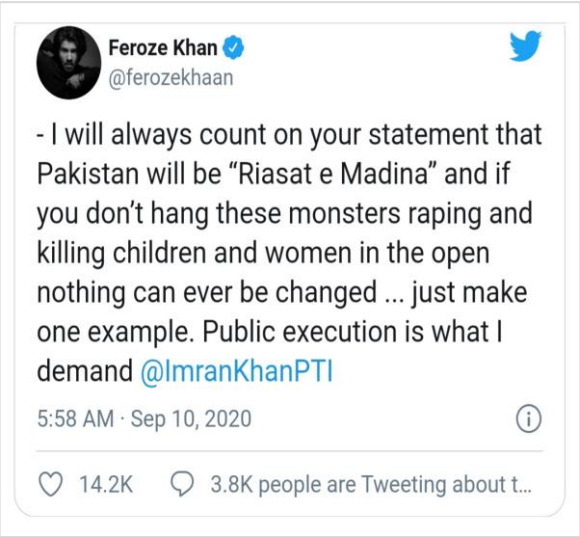 Feroze Khan
@ferozekhaan
- I will always count on your statement that
Pakistan will be “Riasat e Madina” and if
you don’t hang these monsters raping and
killing children and women in the open
nothing can ever be changed ... just make
one example. Public execution is what I
demand @ImranKhanPTI
5:58 AM · Sep 10, 2020
14.2K 3.8K people are Tweeting about t...